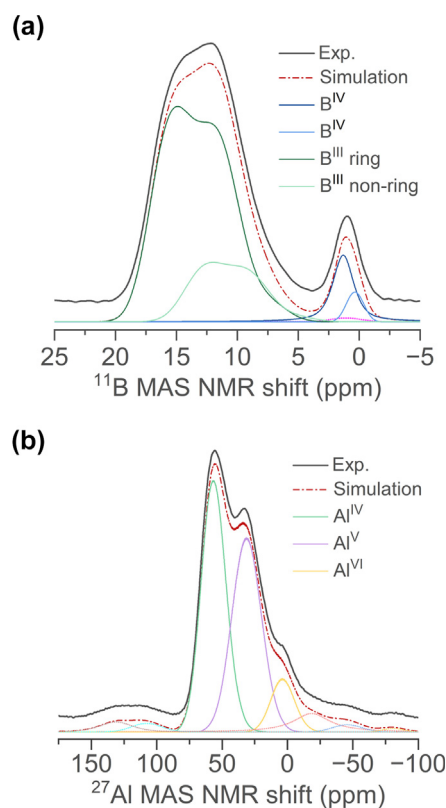 (a)
Exp.
Simulation
B^IV
B^IV
B^III ring
B^III non-ring
25 20 15 10 5 0 −5
^11B MAS NMR shift (ppm)
(b)
Exp.
Simulation
Al^IV
Al^V
Al^VI
150 100 50 0 −50 −100
^27Al MAS NMR shift (ppm)